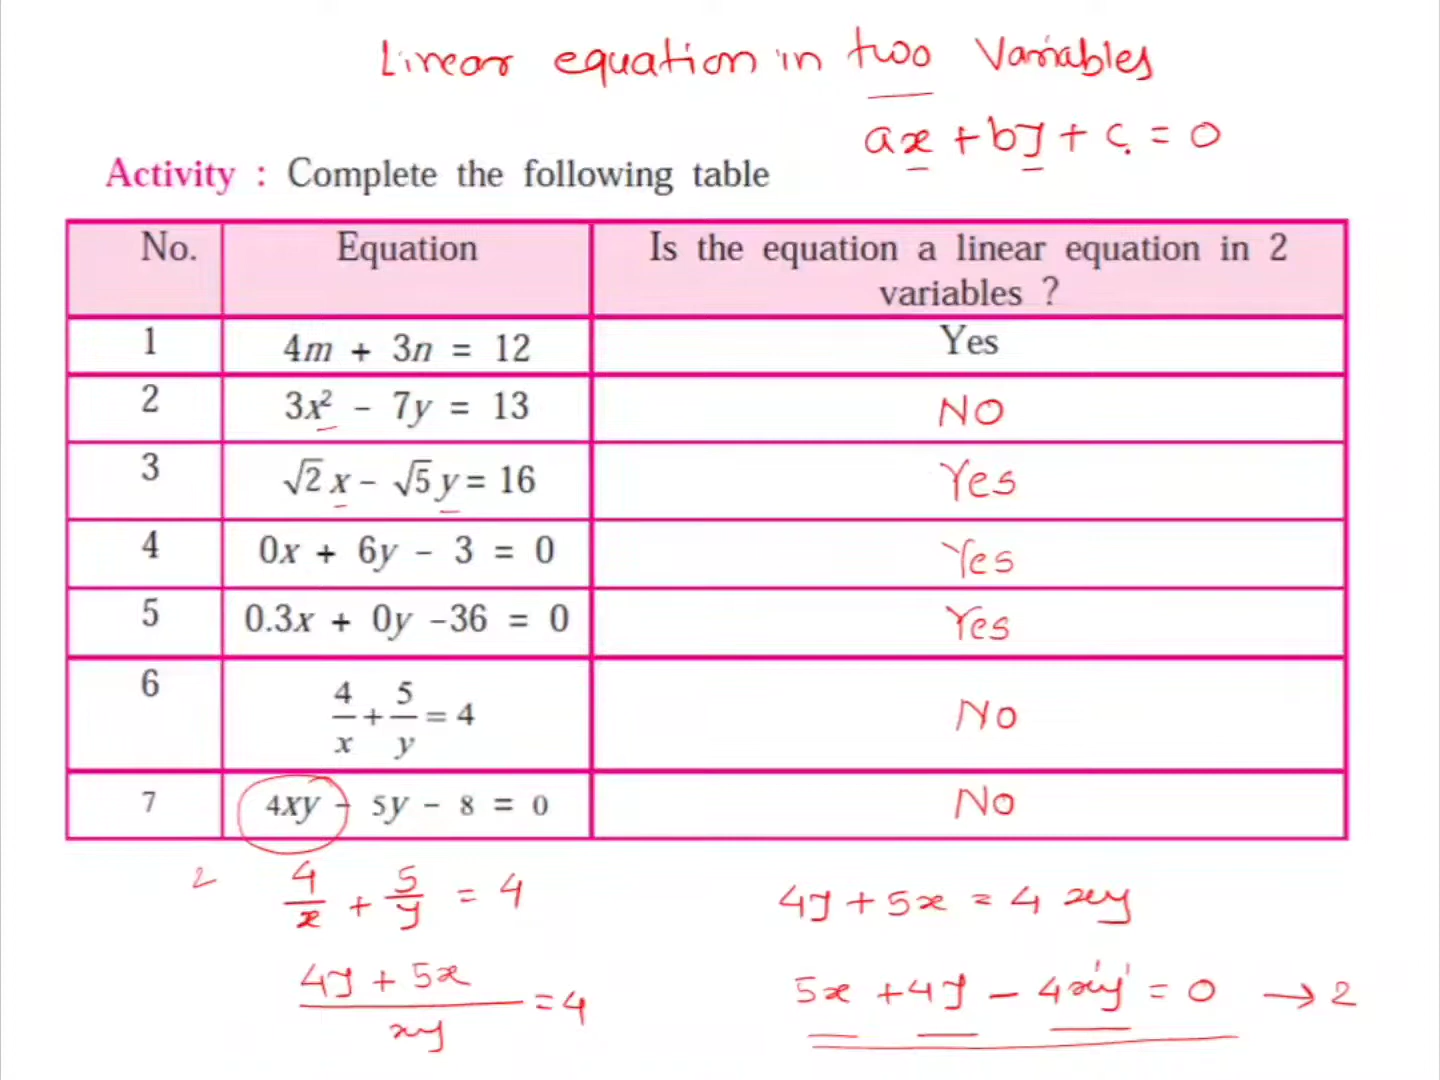 Linear equation in two Variables
ax + by + c = 0
Activity : Complete the following table
No. Equation Is the equation a linear equation in 2 variables ?
1 4m + 3n = 12 Yes
2 3x² - 7y = 13 NO
3 √2 x - √5 y = 16 Yes
4 0x + 6y - 3 = 0 Yes
5 0.3x + 0y -36 = 0 Yes
6 4/x + 5/y = 4 No
7 4xy - 5y - 8 = 0 No
2 4/x + 5/y = 4
4y + 5x / xy = 4
4y + 5x = 4 xy
5x + 4y - 4x¹y¹ = 0 → 2